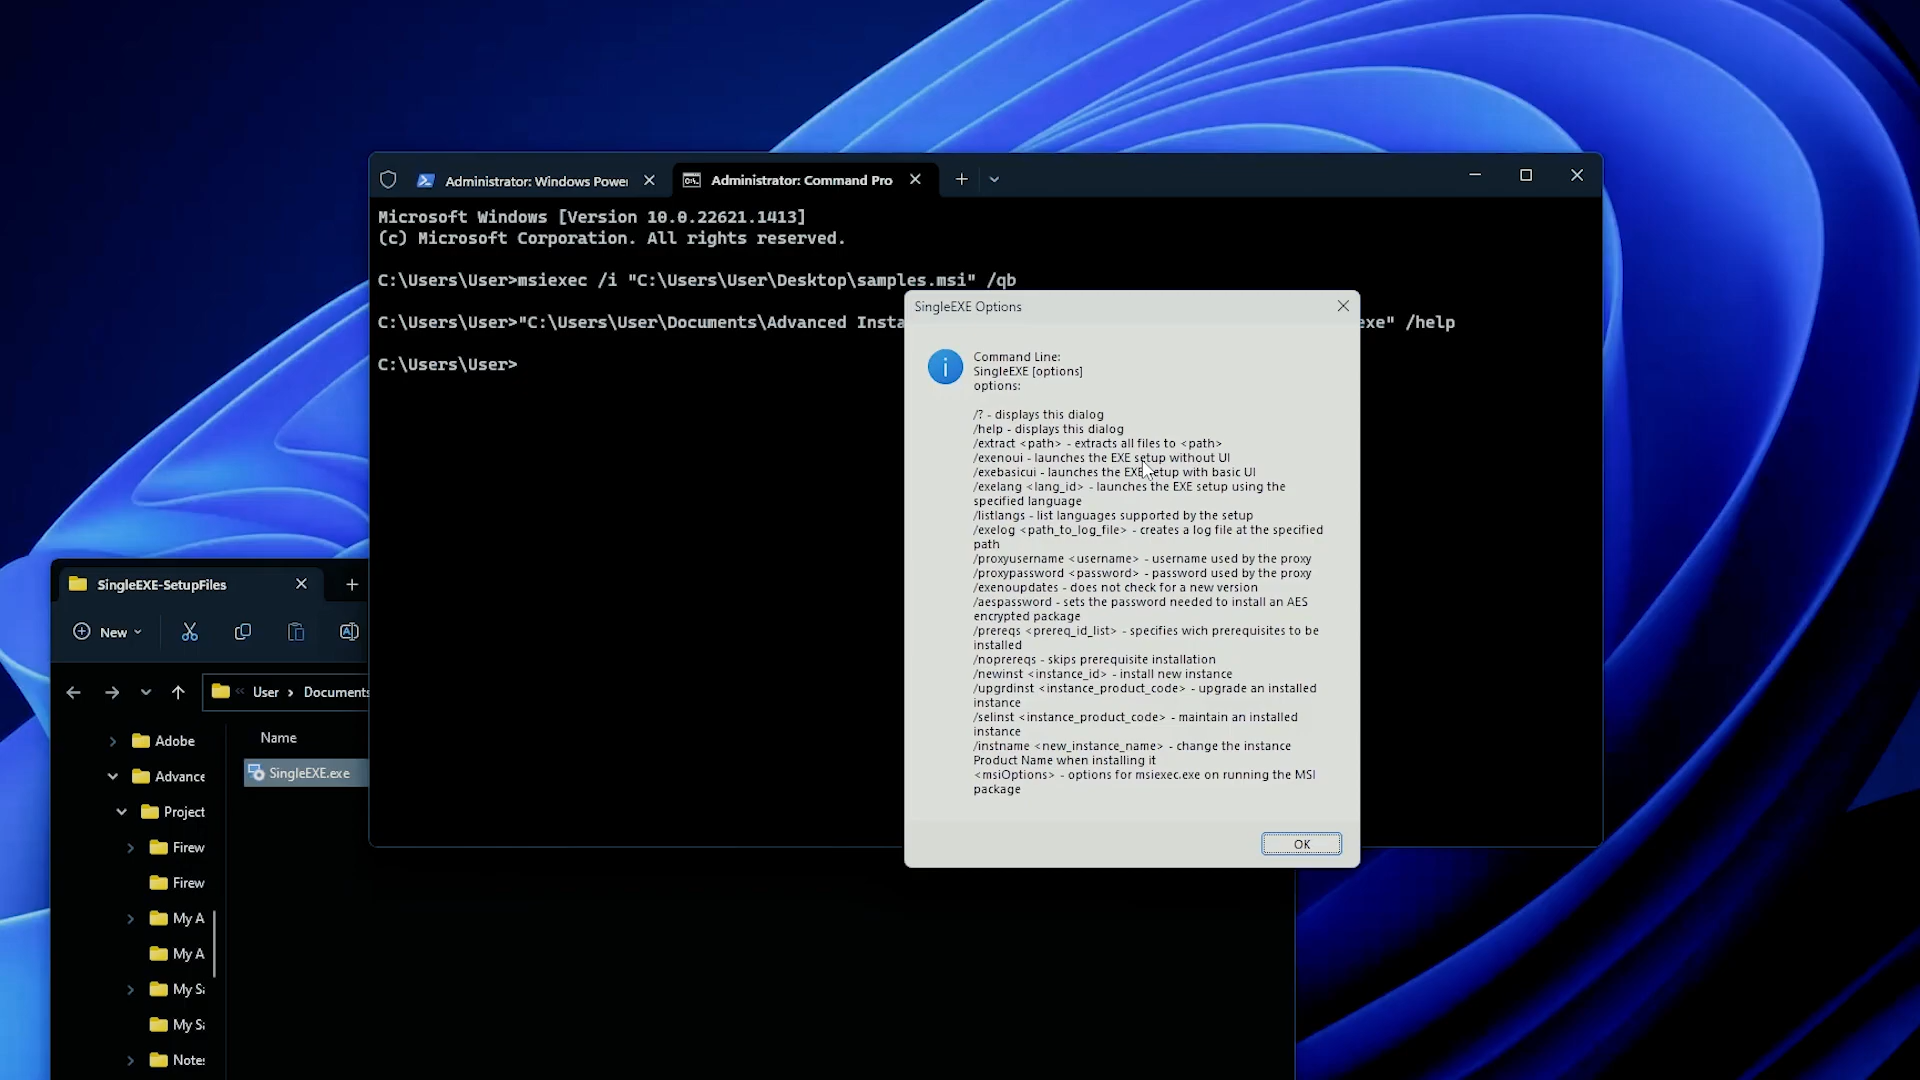 Administrator: Windows Power
Administrator: Command Pro
Microsoft Windows [Version 10.0.22621.1413]
(c) Microsoft Corporation. All rights reserved.
C:\Users\User>msiexec /i "C:\Users\User\Desktop\samples.msi" /qb
C:\Users\User>"C:\Users\User\Documents\Advanced Insta
exe" /help
C:\Users\User>
SingleEXE Options
Command Line:
SingleEXE [options]
options:
/? - displays this dialog
/help - displays this dialog
/extract <path> - extracts all files to <path>
/exenoui - launches the EXE setup without UI
/exebasicui - launches the EXE setup with basic UI
/exelang <lang_id> - launches the EXE setup using the
specified language
/listlangs - list languages supported by the setup
/exelog <path_to_log_file> - creates a log file at the specified
path
/proxyusername <username> - username used by the proxy
/proxypassword <password> - password used by the proxy
/exenoupdates - does not check for a new version
/aespassword - sets the password needed to install an AES
encrypted package
/prereqs <prereq_id_list> - specifies wich prerequisites to be
installed
/noprereqs - skips prerequisite installation
/newinst <instance_id> - install new instance
/upgrdinst <instance_product_code> - upgrade an installed
instance
/selinst <instance_product_code> - maintain an installed
instance
/instname <new_instance_name> - change the instance
Product Name when installing it
<msiOptions> - options for msiexec.exe on running the MSI
package
OK
SingleEXE-SetupFiles
New
User > Documents
Name
SingleEXE.exe
Adobe
Advance
Project
Firew
Firew
My A
My A
My Sa
My Sa
Notes